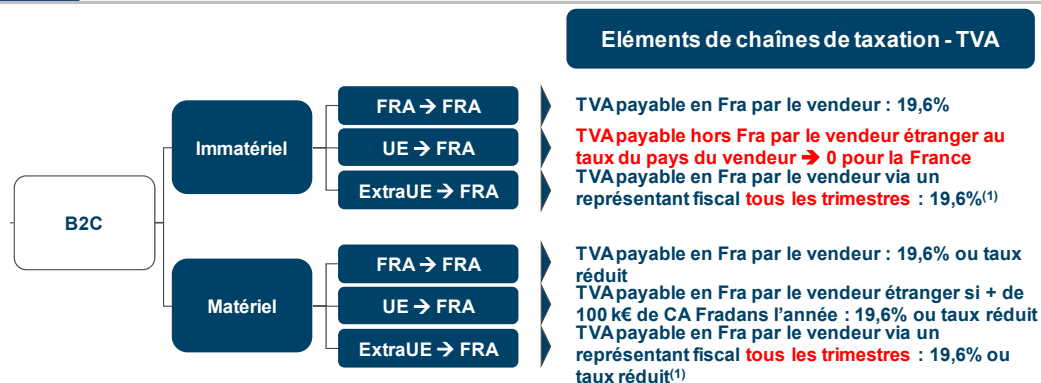 Eléments de chaînes de taxation - TVA
B2C
Immatériel
FRA → FRA
TVA payable en Fra par le vendeur : 19,6%
UE → FRA
TVA payable hors Fra par le vendeur étranger au
taux du pays du vendeur → 0 pour la France
ExtraUE → FRA
TVA payable en Fra par le vendeur via un
représentant fiscal tous les trimestres : 19,6%(1)
Matériel
FRA → FRA
TVA payable en Fra par le vendeur : 19,6% ou taux
réduit
UE → FRA
TVA payable en Fra par le vendeur étranger si + de
100 k€ de CA Fra dans l’année : 19,6% ou taux réduit
ExtraUE → FRA
TVA payable en Fra par le vendeur via un
représentant fiscal tous les trimestres : 19,6% ou
taux réduit(1)